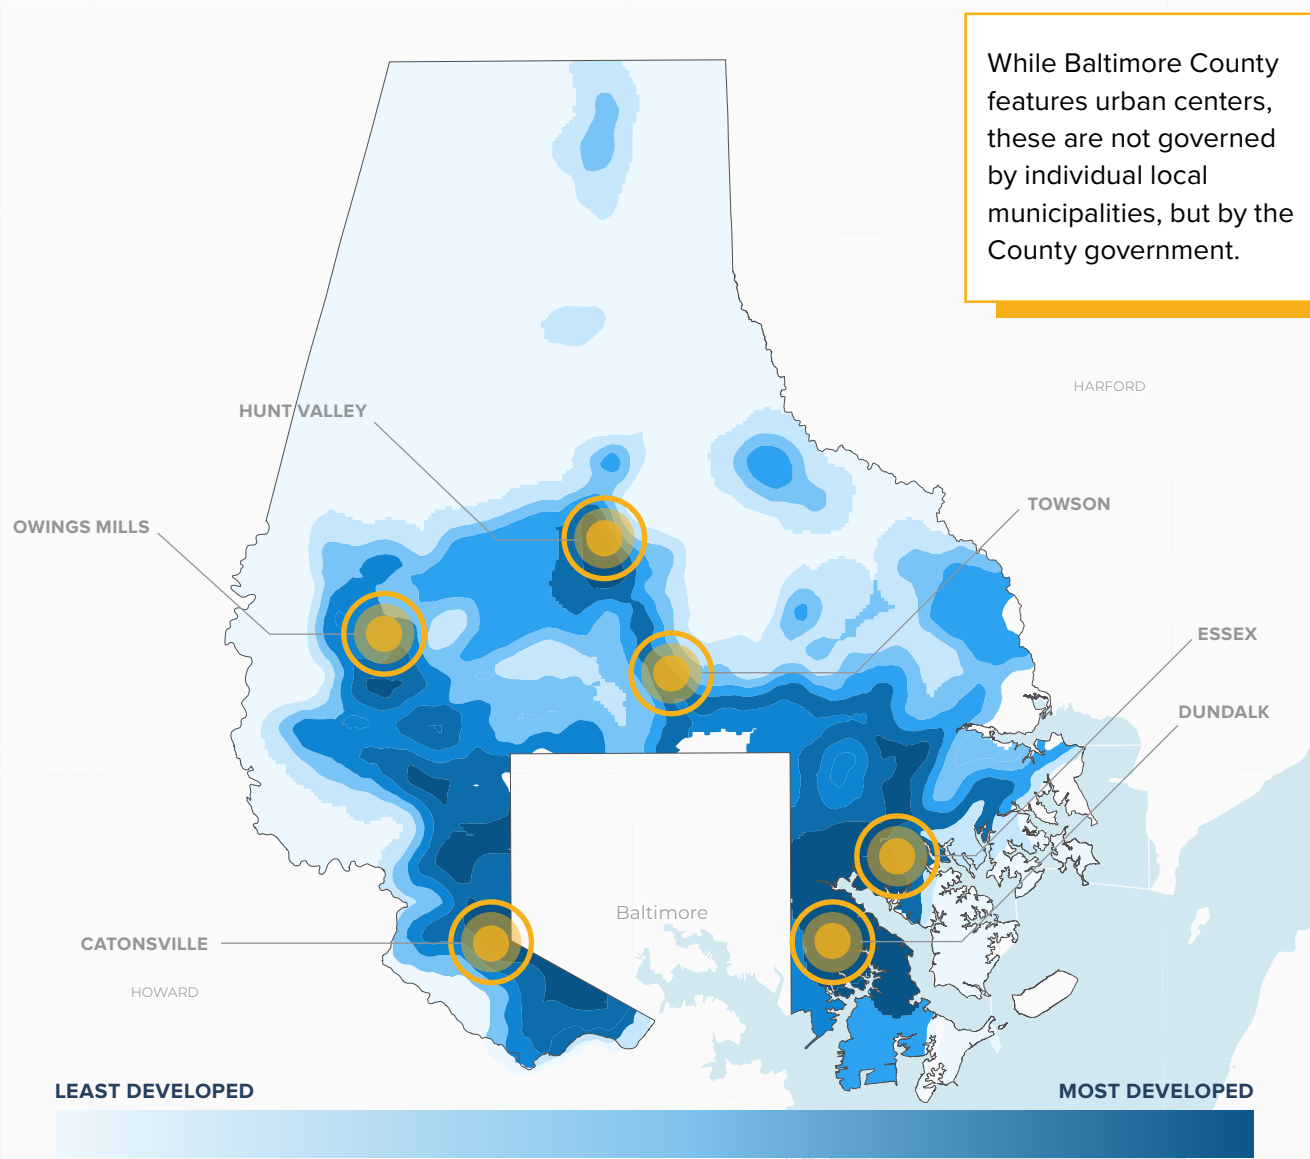 While Baltimore County
features urban centers,
these are not governed
by individual local
municipalities, but by the
County government.
HARFORD
HUNT VALLEY
TOWSON
OWINGS MILLS
ESSEX
DUNDALK
Baltimore
CATONSVILLE
HOWARD
LEAST DEVELOPED
MOST DEVELOPED